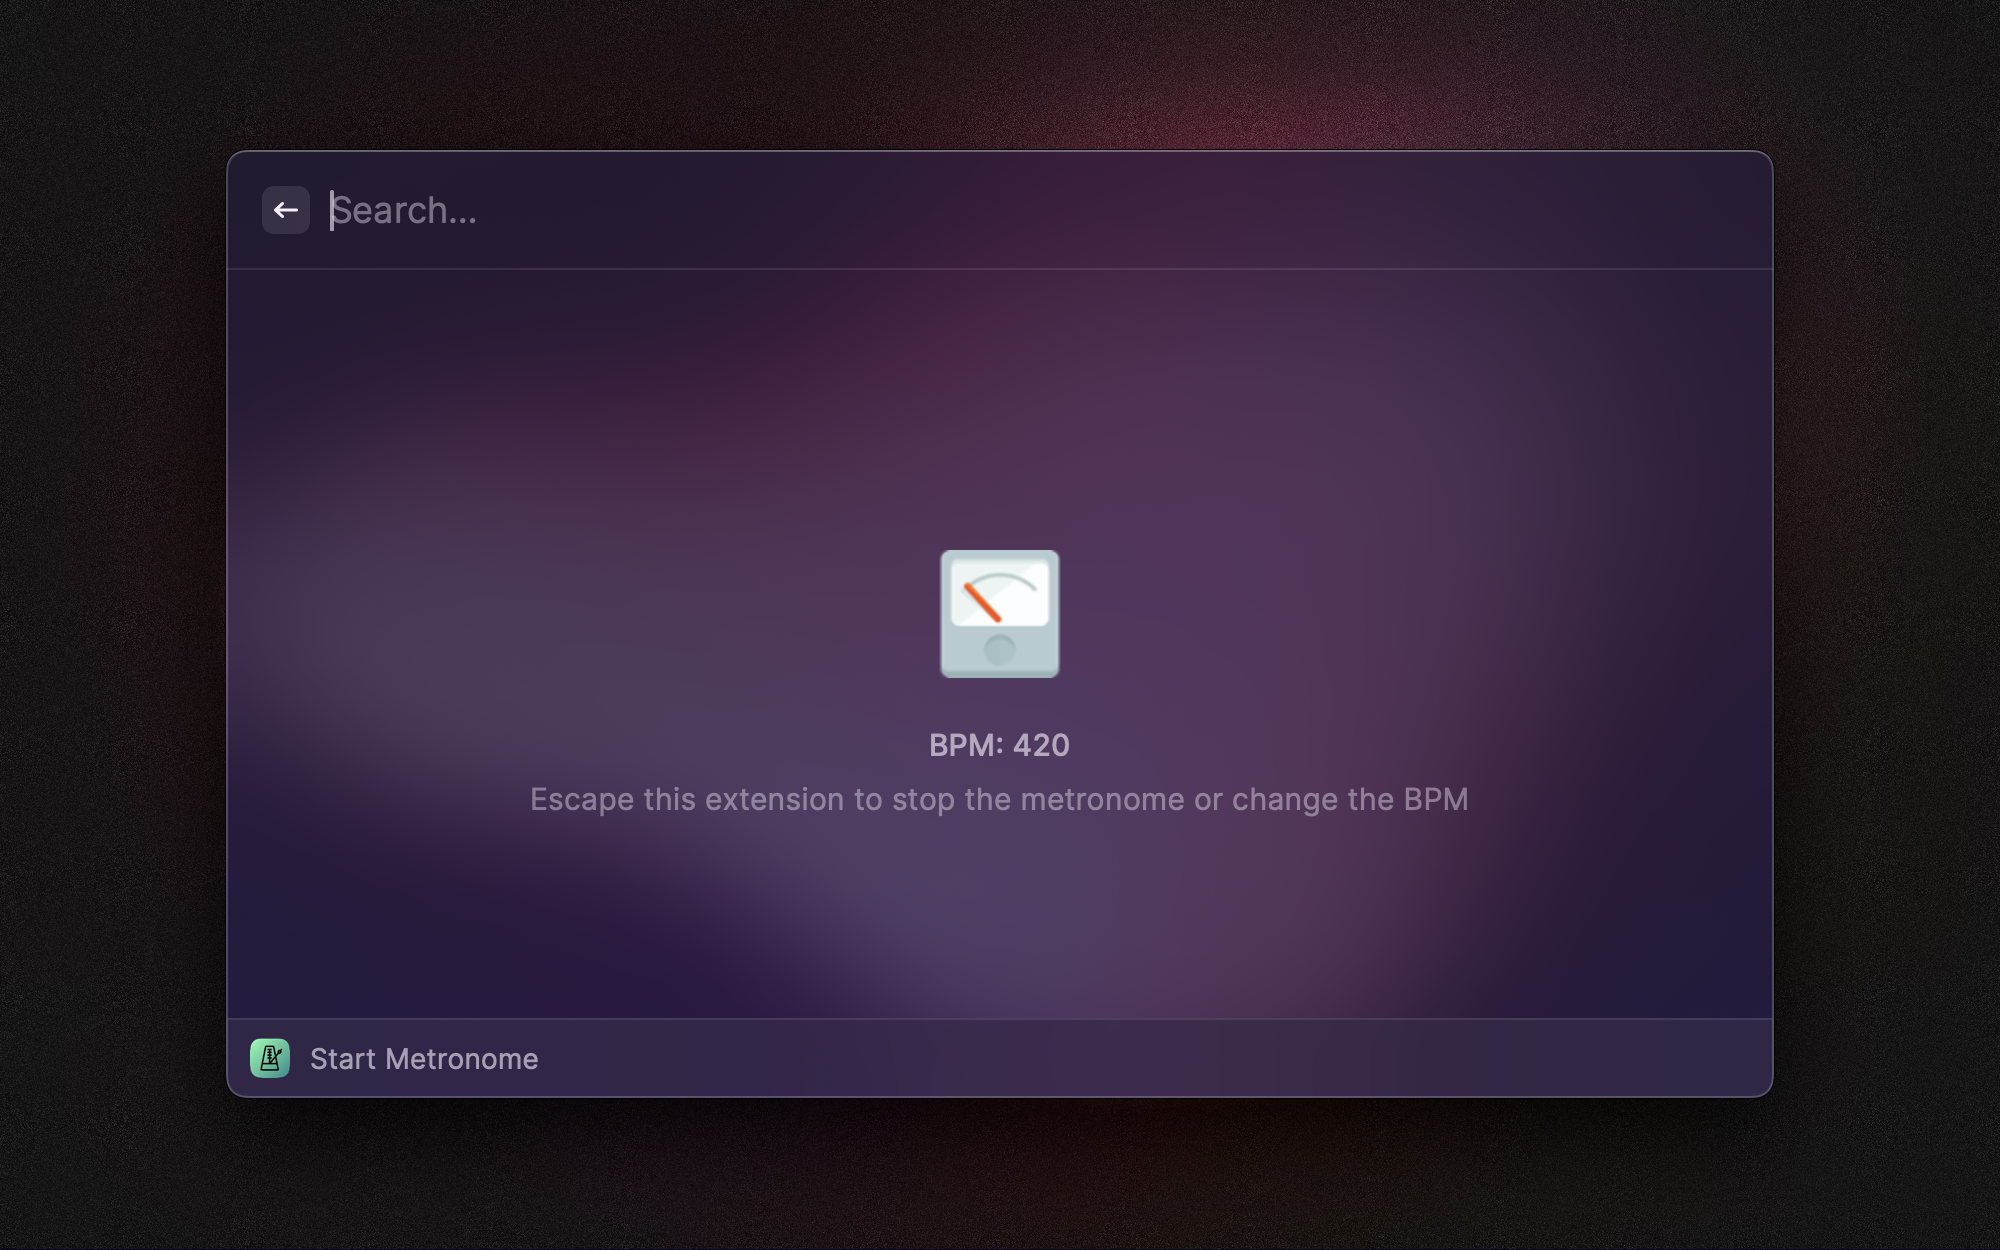 Search...
BPM: 420
Escape this extension to stop the metronome or change the BPM
Start Metronome